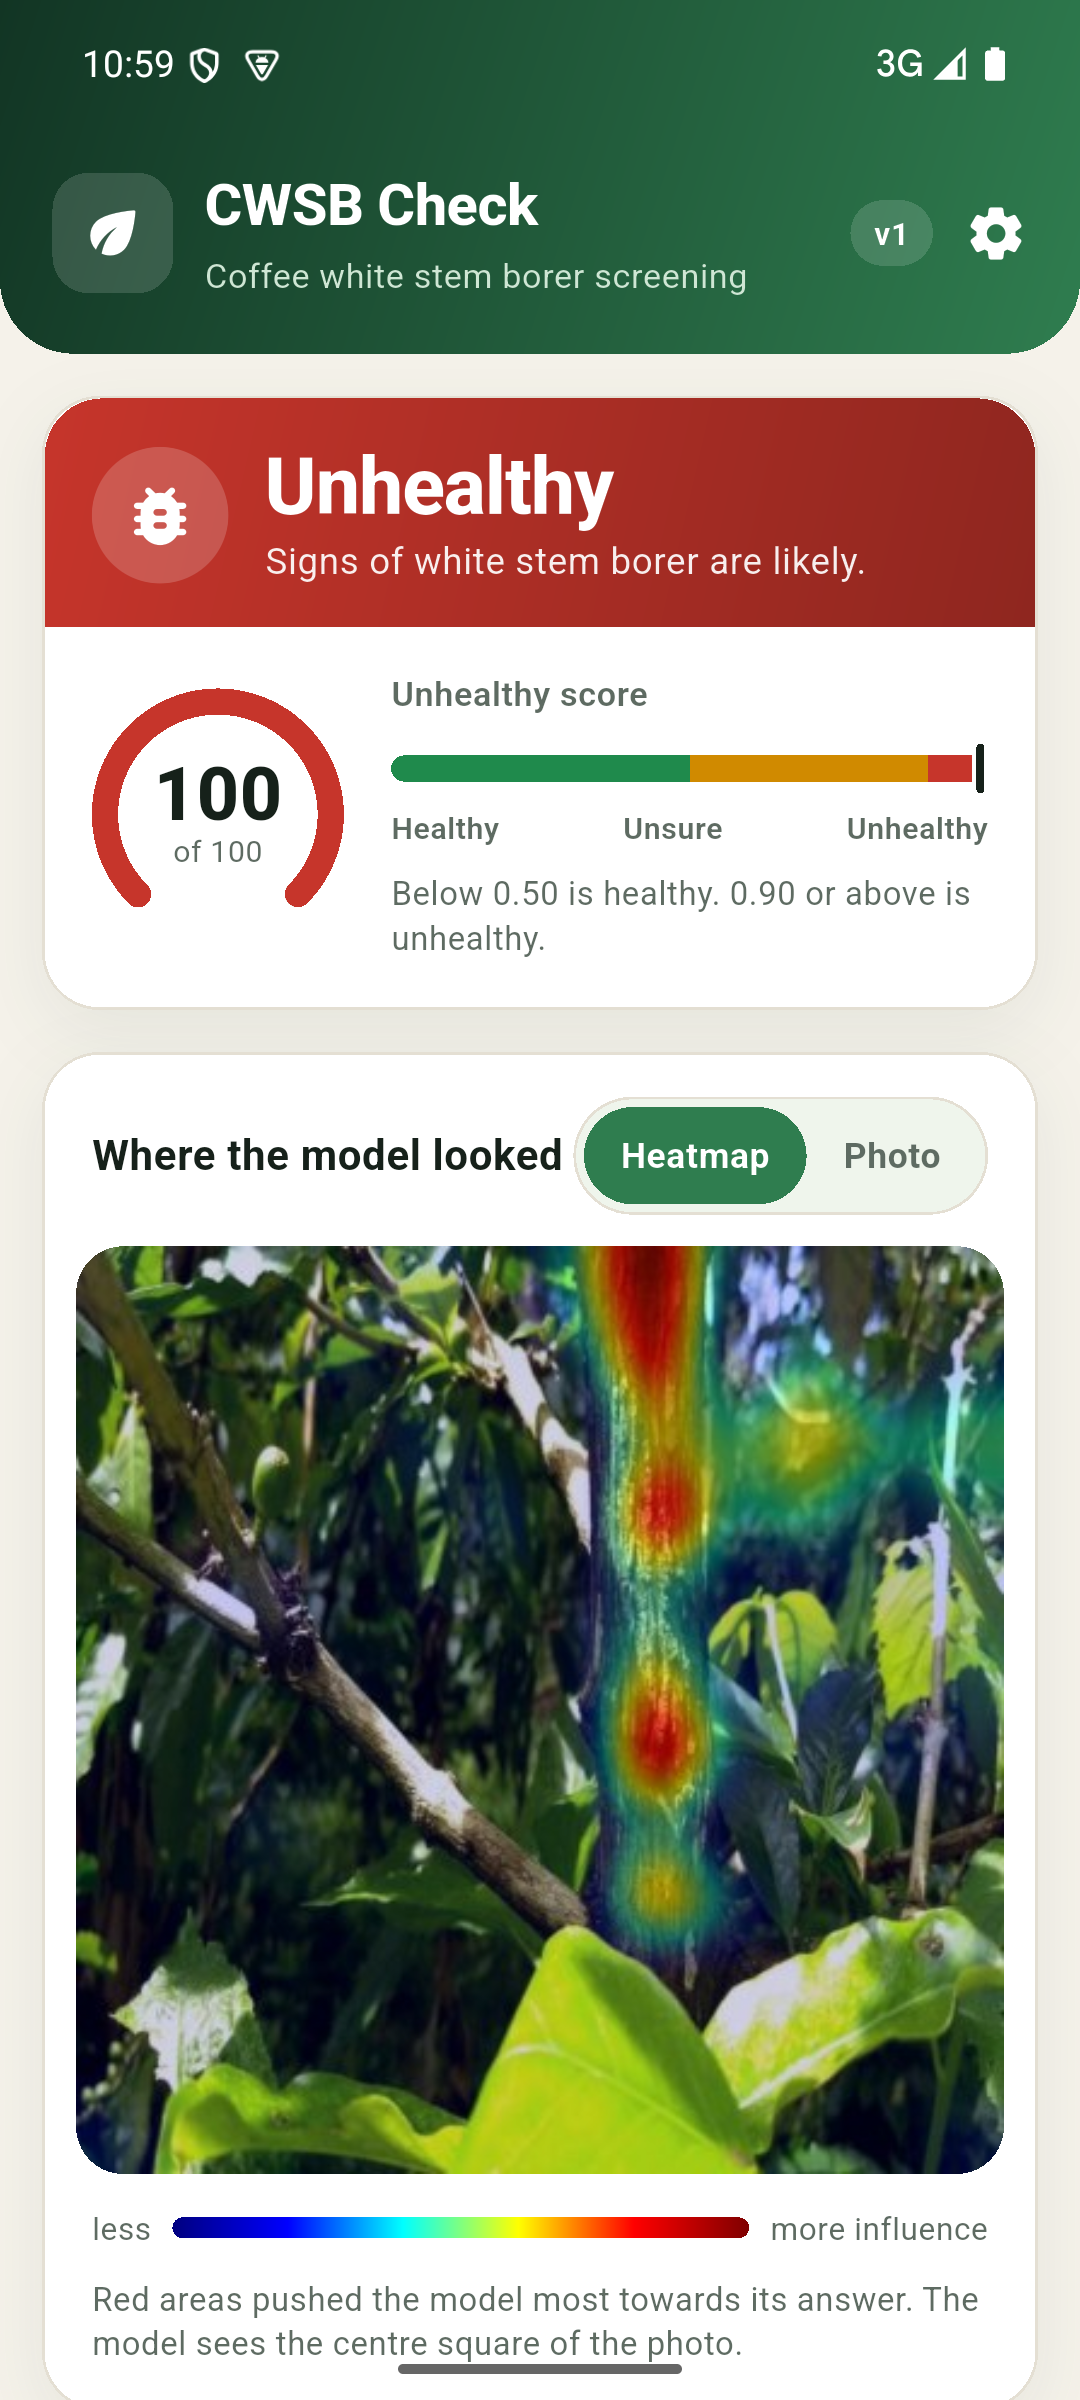 10:59
3G
CWSB Check
Coffee white stem borer screening
v1
Unhealthy
Signs of white stem borer are likely.
100
of 100
Unhealthy score
Healthy Unsure Unhealthy
Below 0.50 is healthy. 0.90 or above is
unhealthy.
Where the model looked
Heatmap Photo
less more influence
Red areas pushed the model most towards its answer. The
model sees the centre square of the photo.